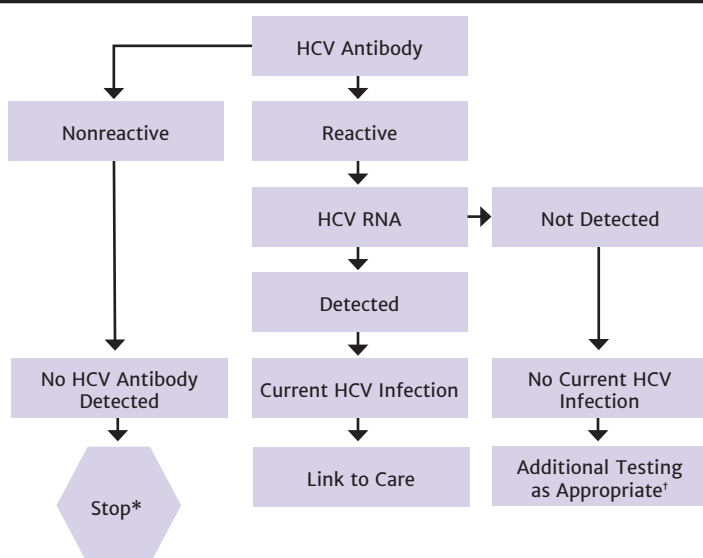 HCV Antibody
Nonreactive
Reactive
HCV RNA
Not Detected
Detected
No HCV Antibody
Detected
Current HCV Infection
No Current HCV
Infection
Stop*
Link to Care
Additional Testing
as Appropriate†